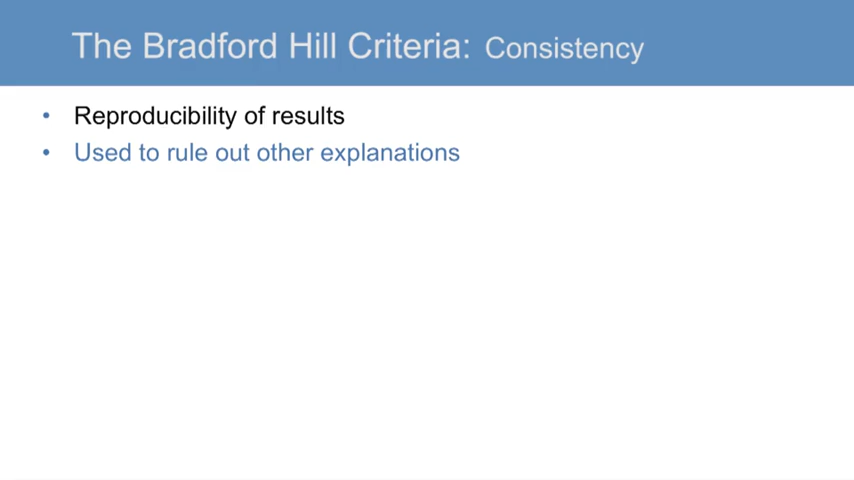 The Bradford Hill Criteria: Consistency
• Reproducibility of results
• Used to rule out other explanations